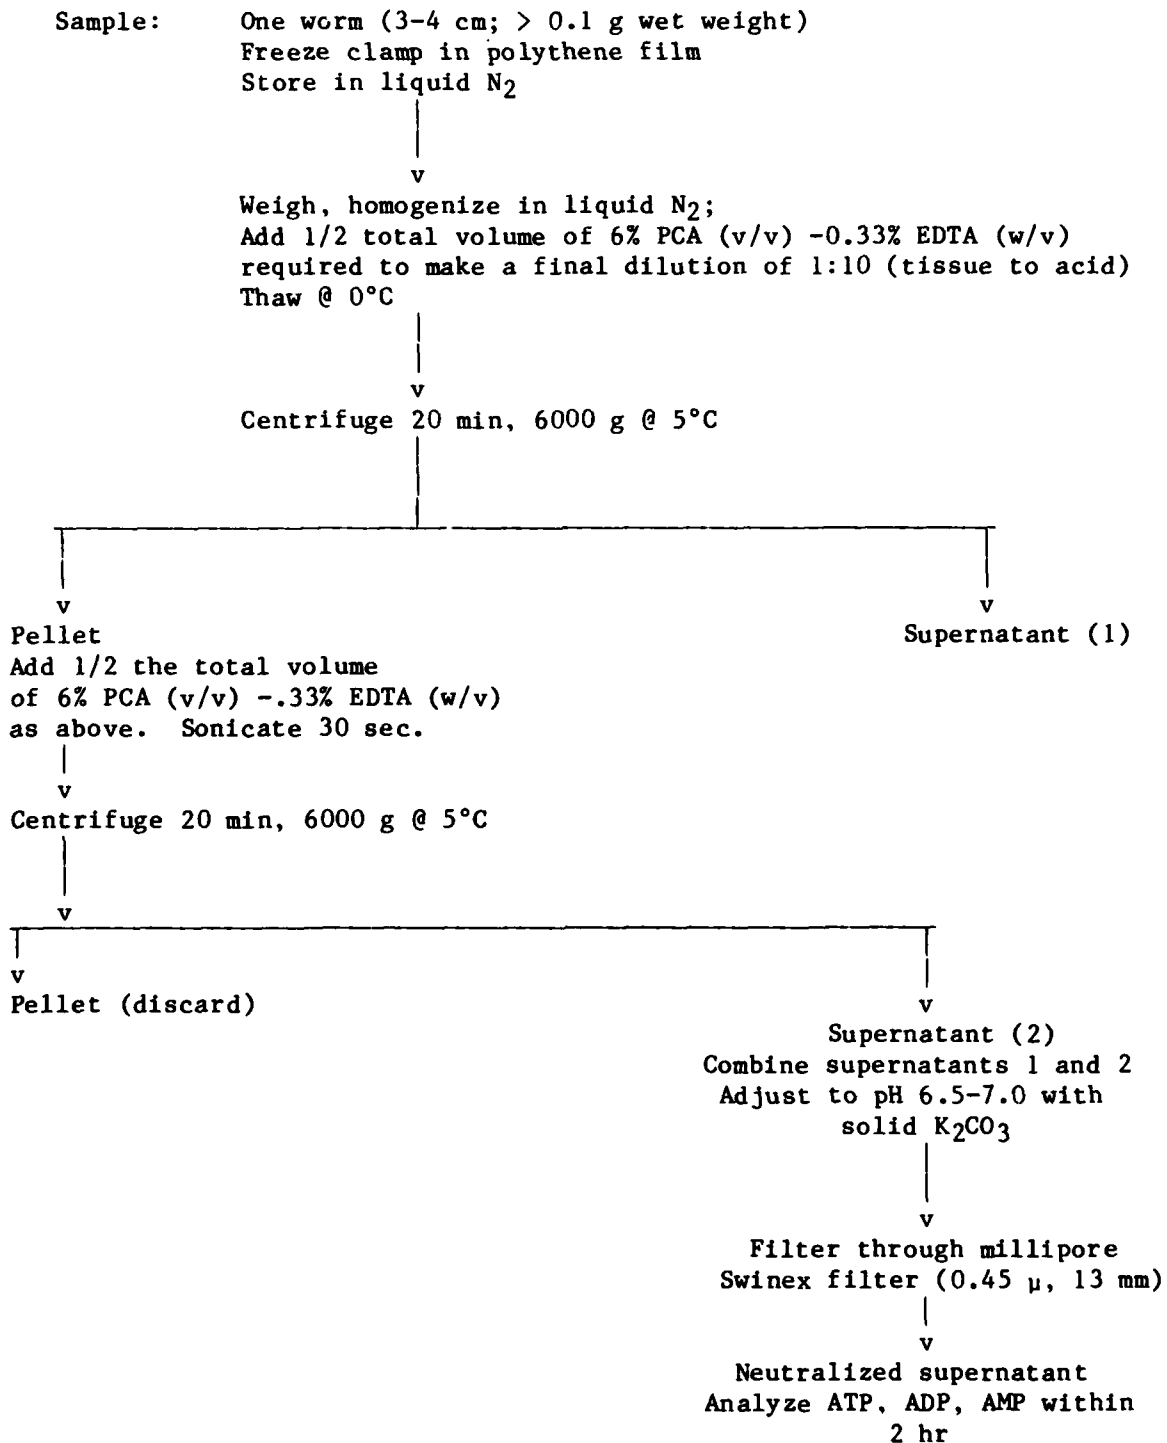 Sample: One worm (3-4 cm; > 0.1 g wet weight)
Freeze clamp in polythene film
Store in liquid N2
v
Weigh, homogenize in liquid N2;
Add 1/2 total volume of 6% PCA (v/v) -0.33% EDTA (w/v)
required to make a final dilution of 1:10 (tissue to acid)
Thaw @ 0°C
v
Centrifuge 20 min, 6000 g @ 5°C
v
v
Pellet
Supernatant (1)
Add 1/2 the total volume
of 6% PCA (v/v) -.33% EDTA (w/v)
as above. Sonicate 30 sec.
v
Centrifuge 20 min, 6000 g @ 5°C
v
v
Pellet (discard)
v
Supernatant (2)
Combine supernatants 1 and 2
Adjust to pH 6.5-7.0 with
solid K2CO3
v
Filter through millipore
Swinex filter (0.45 μ, 13 mm)
v
Neutralized supernatant
Analyze ATP, ADP, AMP within
2 hr